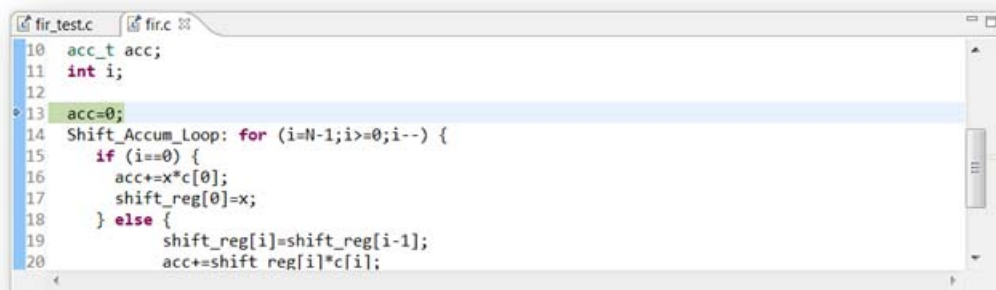 fir_test.c fir.c
10 acc_t acc;
11 int i;
12
13 acc=0;
14 Shift_Accum_Loop: for (i=N-1;i>=0;i--) {
15 if (i==0) {
16 acc+=x*c[0];
17 shift_reg[0]=x;
18 } else {
19 shift_reg[i]=shift_reg[i-1];
20 acc+=shift_reg[i]*c[i];